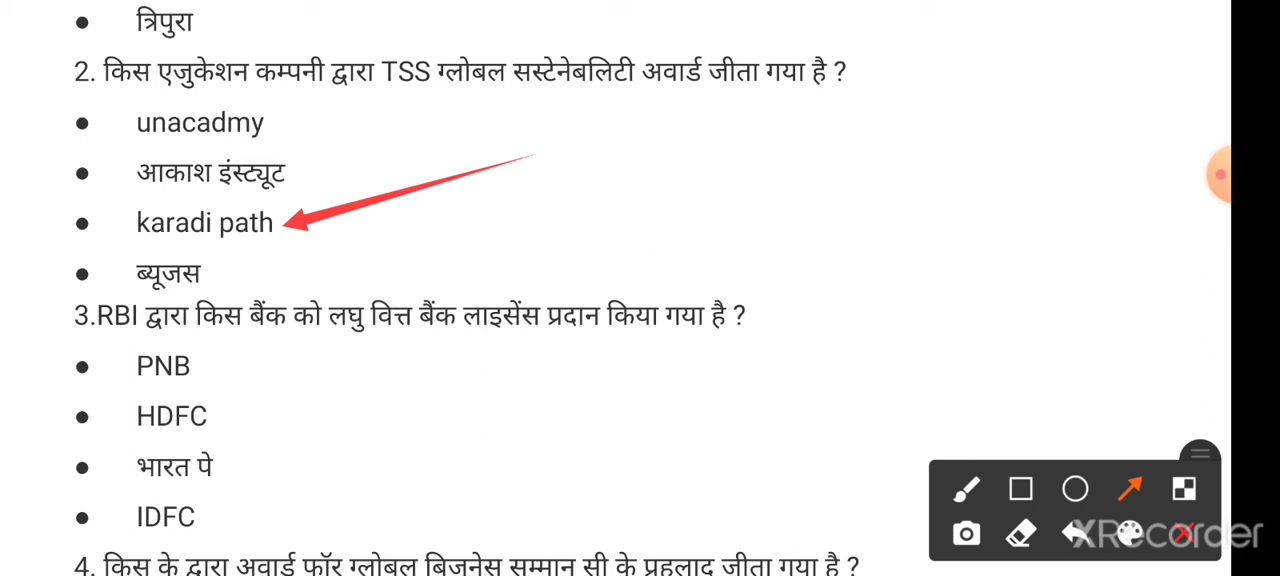 • त्रिपुरा
2. किस एजुकेशन कम्पनी द्वारा TSS ग्लोबल सस्टेनेबलिटी अवार्ड जीता गया है ?
• unacadmy
• आकाश इंस्ट्यूट
• karadi path
• ब्यूजस
3.RBI द्वारा किस बैंक को लघु वित्त बैंक लाइसेंस प्रदान किया गया है ?
• PNB
• HDFC
• भारत पे
• IDFC
4. किस के द्वारा अवार्ड फॉर ग्लोबल बिजनेस सम्मान सी के प्रहलाद जीता गया है ?
XRecorder